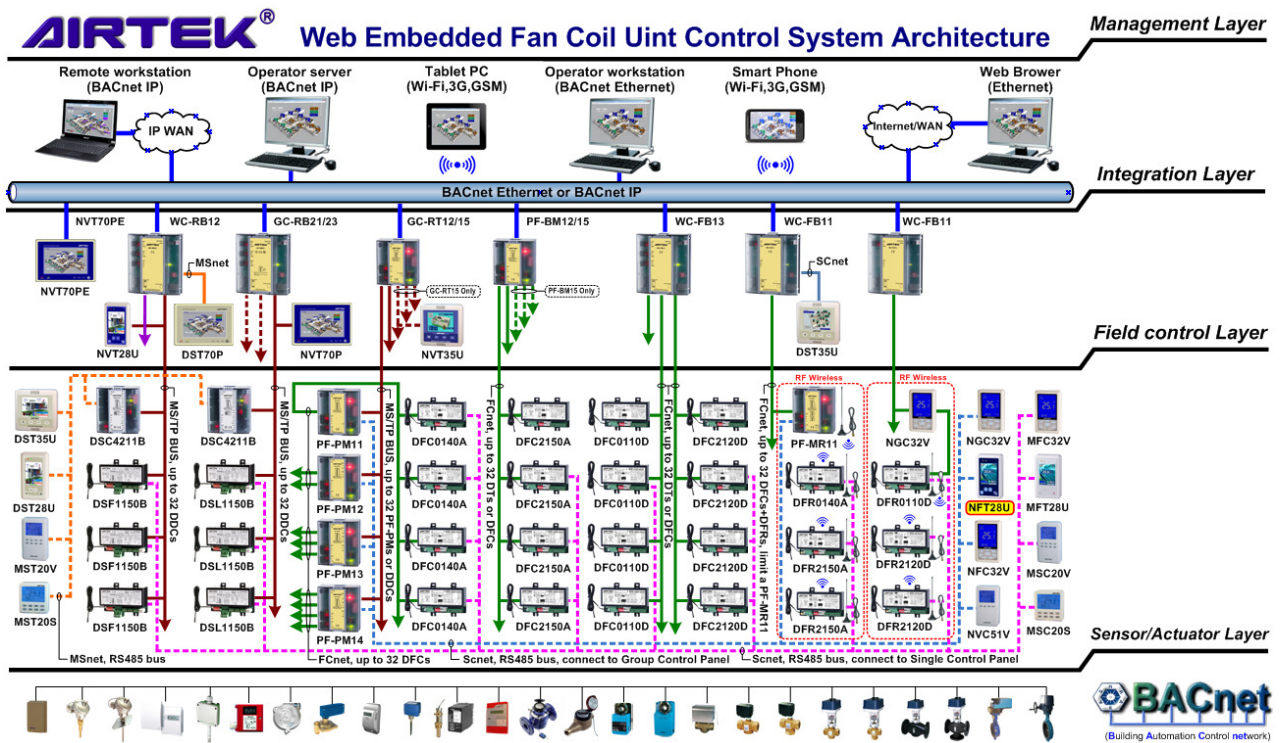 AIRTEK®
Web Embedded Fan Coil Uint Control System Architecture
Management Layer
Remote workstation
(BACnet IP)
Operator server
(BACnet IP)
Tablet PC
(Wi-Fi,3G,GSM)
Operator workstation
(BACnet Ethernet)
Smart Phone
(Wi-Fi,3G,GSM)
Web Brower
(Ethernet)
IP WAN
Internet/WAN
Integration Layer
BACnet Ethernet or BACnet IP
NVT70PE
WC-RB12
GC-RB21/23
GC-RT12/15
PF-BM12/15
WC-FB13
WC-FB11
WC-FB11
MSnet
SCnet
GC-RT15 Only
PF-BM15 Only
NVT70PE
NVT28U
DST70P
NVT70P
NVT35U
DST35U
Field control Layer
RF Wireless
RF Wireless
DST35U
DSC4211B
DSC4211B
PF-PM11
DFC0140A
DFC2150A
DFC0110D
DFC2120D
PF-MR11
NGC32V
NGC32V
MFC32V
DST28U
DSF1150B
DSL1150B
PF-PM12
DFC0140A
DFC2150A
DFC0110D
DFC2120D
DFR0140A
DFR0110D
NFT28U
MFT28U
MST20V
DSF1150B
DSL1150B
PF-PM13
DFC0140A
DFC2150A
DFC0110D
DFC2120D
DFR2150A
DFR2120D
NFC32V
MSC20V
MST20S
DSF1150B
DSL1150B
PF-PM14
DFC0140A
DFC2150A
DFC0110D
DFC2120D
DFR2150A
DFR2120D
NVC51V
MSC20S
MS/TP BUS, up to 32 DDCs
MS/TP BUS, up to 32 DDCs
MS/TP BUS, up to 32 PF-PMs or DDCs
FCnet, up to 32 DTs or DFCs
FCnet, up to 32 DTs or DFCs
FCnet, up to 32 DFCs+DFRs, limit a PF-MR11
MSnet, RS485 bus
FCnet, up to 32 DFCs
Scnet, RS485 bus, connect to Group Control Panel
Scnet, RS485 bus, connect to Single Control Panel
Sensor/Actuator Layer
BACnet
(Building Automation Control network)